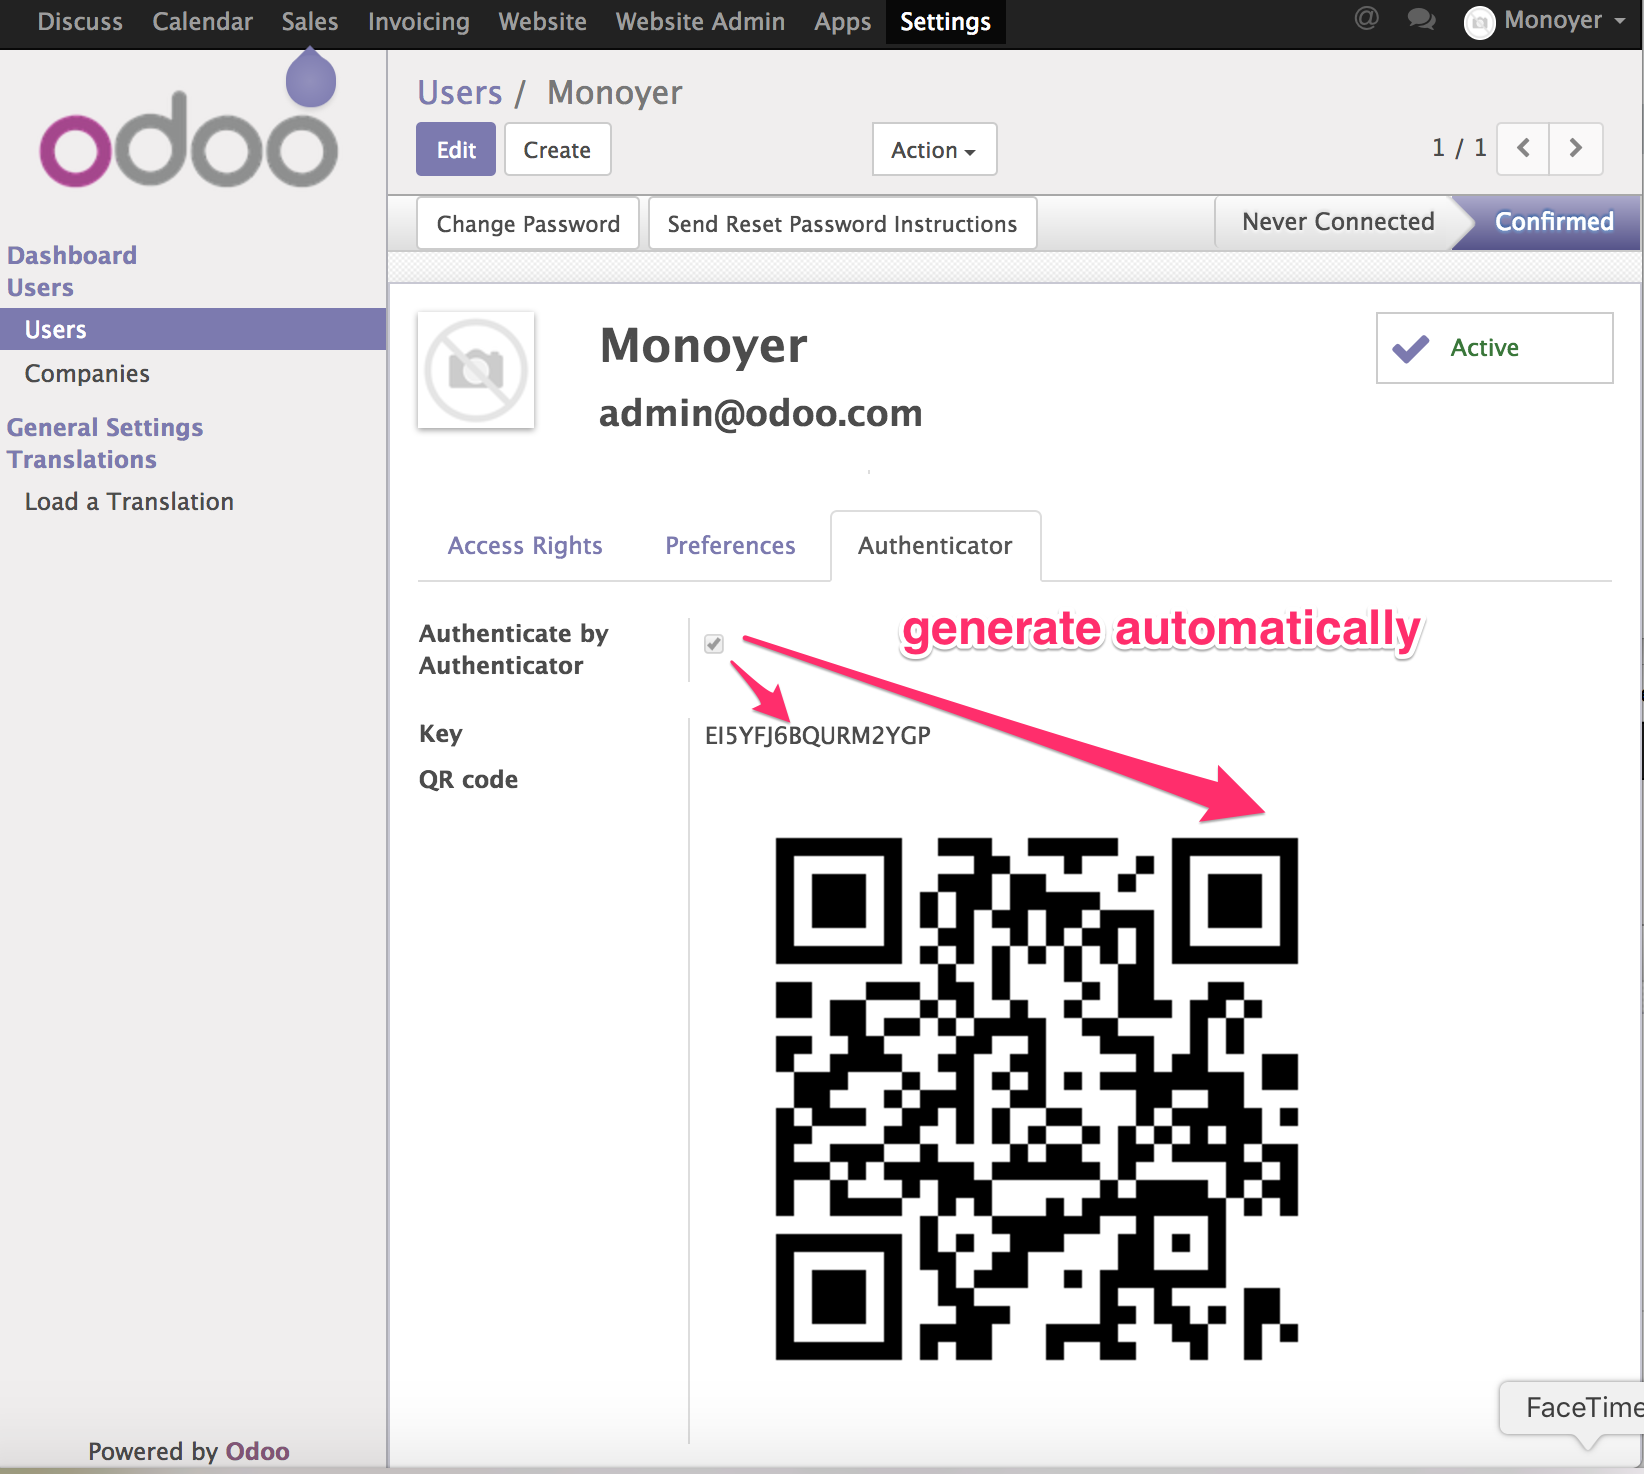 Discuss Calendar Sales Invoicing Website Website Admin Apps Settings @ Monoyer
odoo
Users / Monoyer
Edit Create Action 1 / 1
Change Password Send Reset Password Instructions Never Connected Confirmed
Dashboard
Users
Users
Companies
General Settings
Translations
Load a Translation
Monoyer
Active
admin@odoo.com
Access Rights Preferences Authenticator
generate automatically
Authenticate by
Authenticator
Key EI5YFJ6BQURM2YGP
QR code
FaceTime
Powered by Odoo